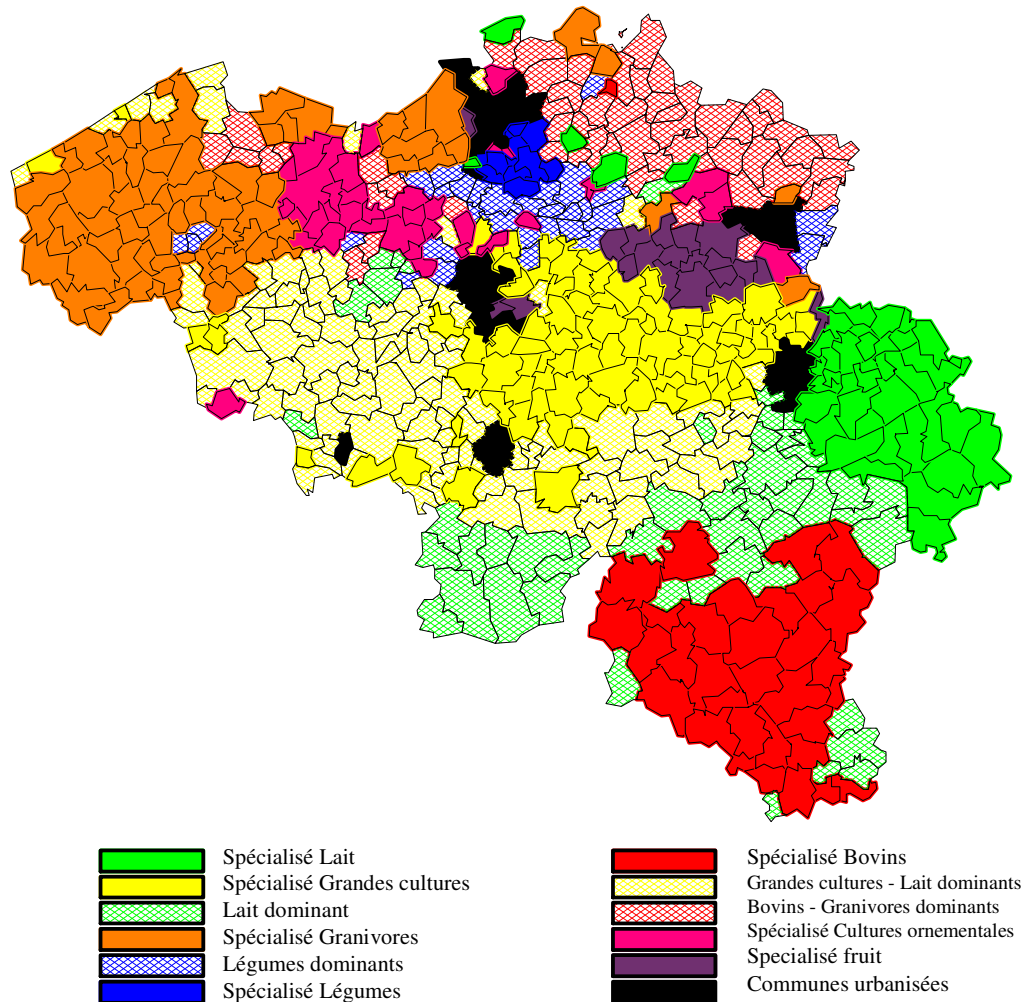 Spécialisé Lait
Spécialisé Grandes cultures
Lait dominant
Spécialisé Granivores
Légumes dominants
Spécialisé Légumes
Spécialisé Bovins
Grandes cultures - Lait dominants
Bovins - Granivores dominants
Spécialisé Cultures ornementales
Specialisé fruit
Communes urbanisées